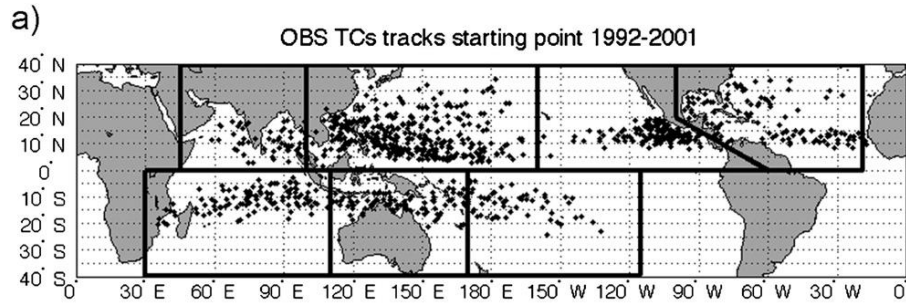 a)
OBS TCs tracks starting point 1992-2001
40° N
30° N
20° N
10° N
0°
10° S
20° S
30° S
40° S
0 30° E 60° E 90° E 120° E 150° E 180° W 150° W 120° W 90° W 60° W 30° W 0